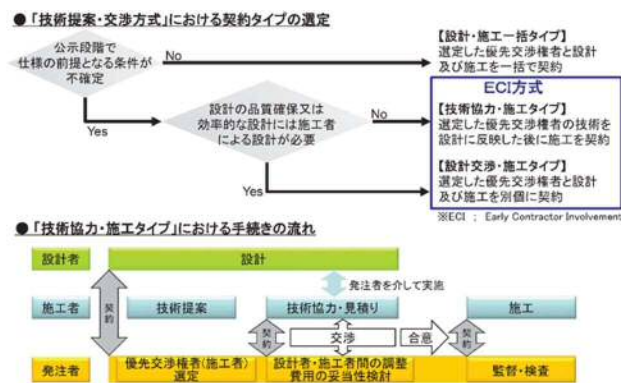 ●「技術提案・交渉方式」における契約タイプの選定
公示段階で
仕様の前提となる条件が
不確定
No
Yes
設計の品質確保又は
効率的な設計には施工者
による設計が必要
No
Yes
【設計・施工一括タイプ】
選定した優先交渉権者と設計
及び施工を一括で契約
ECI方式
【技術協力・施工タイプ】
選定した優先交渉権者の技術を
設計に反映した後に施工を契約
【設計交渉・施工タイプ】
選定した優先交渉権者と設計
及び施工を別個に契約
※ECI ： Early Contractor Involvement
●「技術協力・施工タイプ」における手続きの流れ
設計者
設計
契約
発注者を介して実施
施工者
技術提案
技術協力・見積り
施工
契約
交渉
合意
契約
発注者
優先交渉権者(施工者)
選定
設計者・施工者間の調整
費用の妥当性検討
監督・検査